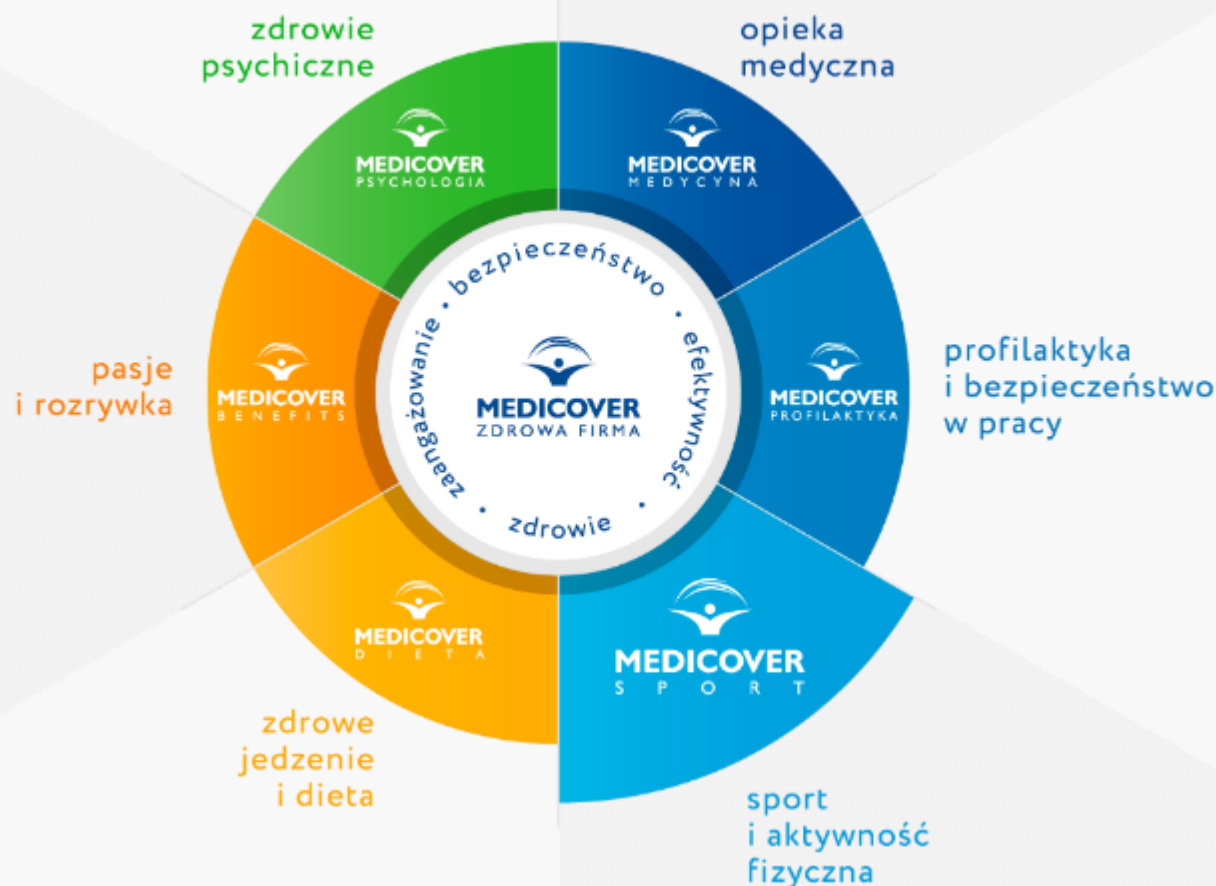 zdrowie
psychiczne
opieka
medyczna
MEDICOVER
PSYCHOLOGIA
MEDICOVER
MEDYCYNA
bezpieczeństwo • efektywność • zdrowie • zaangażowanie •
pasje
i rozrywka
MEDICOVER
BENEFITS
MEDICOVER
ZDROWA FIRMA
MEDICOVER
PROFILAKTYKA
profilaktyka
i bezpieczeństwo
w pracy
MEDICOVER
DIETA
MEDICOVER
SPORT
zdrowe
jedzenie
i dieta
sport
i aktywność
fizyczna